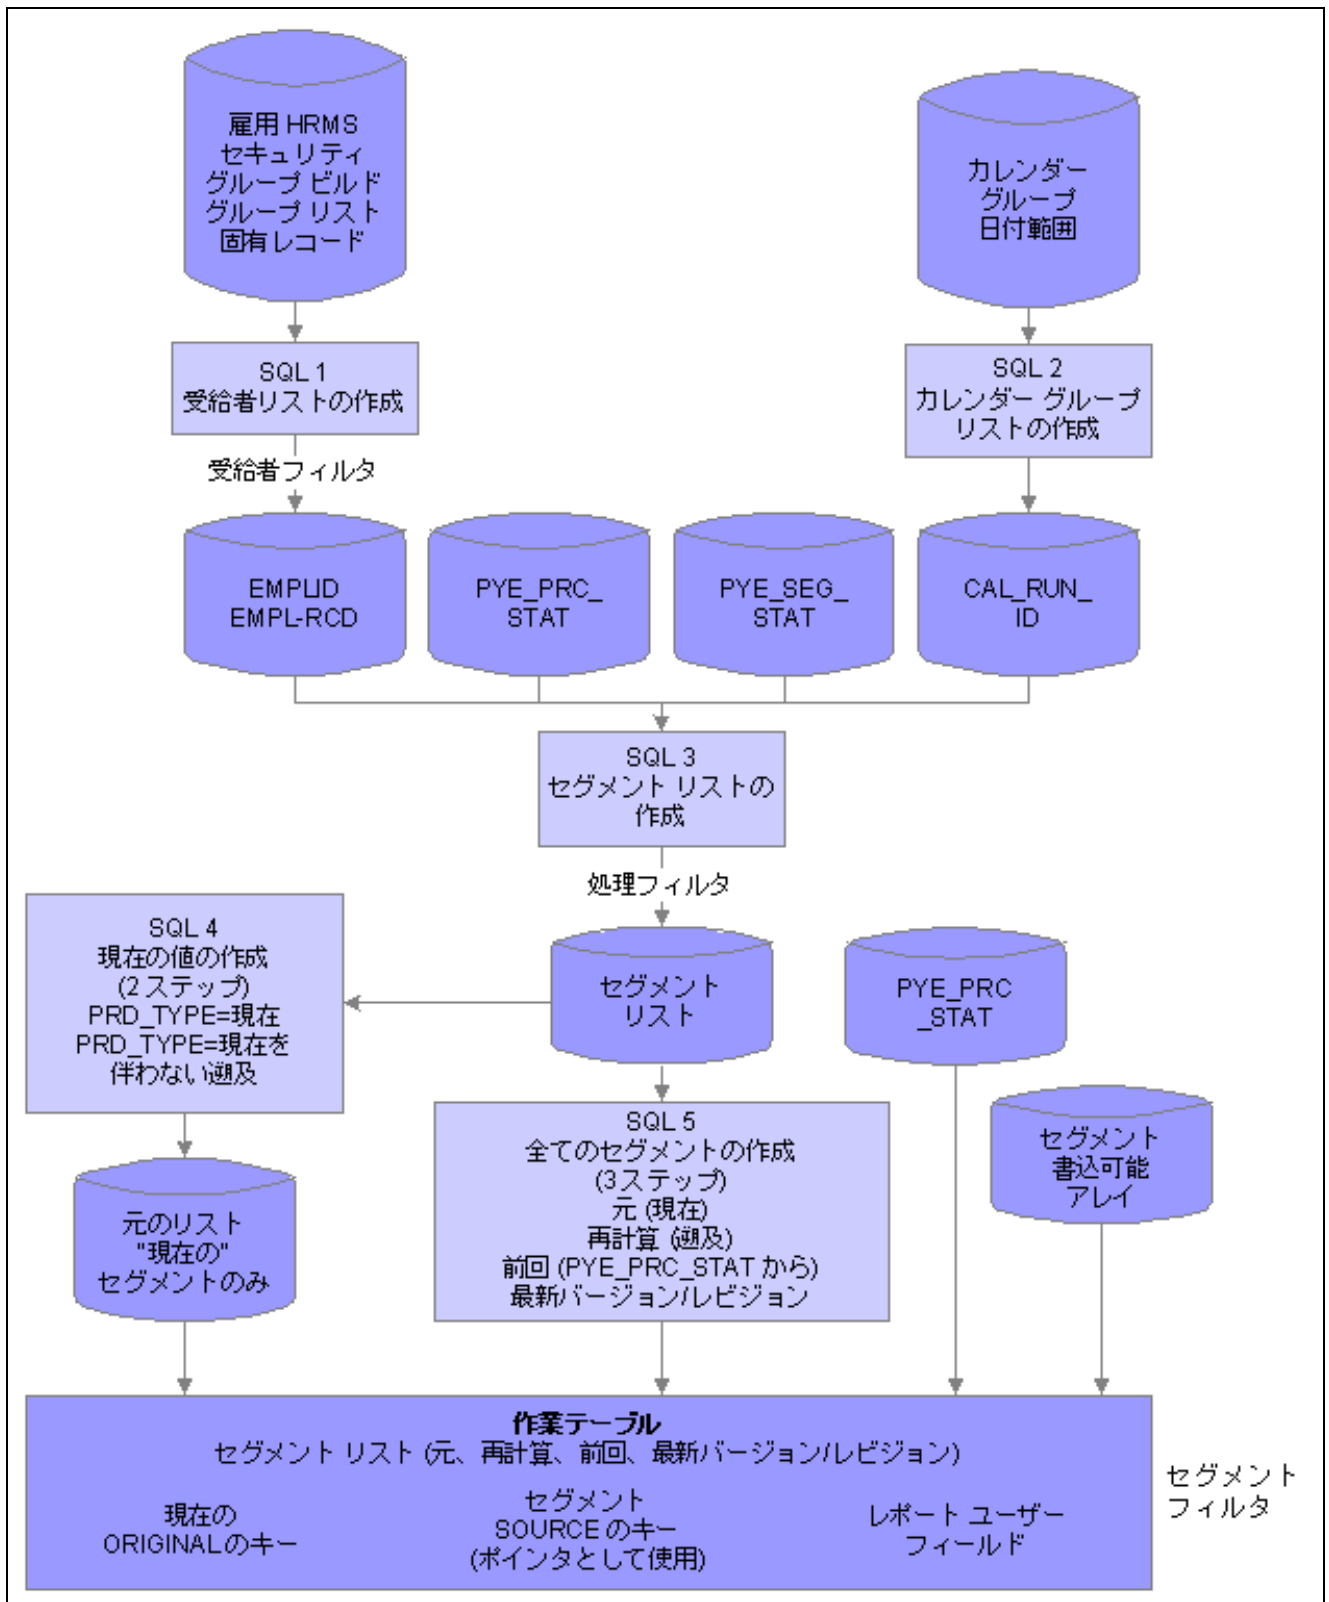 雇用 HRMS
セキュリティ
グループ ビルド
グループ リスト
固有レコード
カレンダー
グループ
日付範囲
SQL 1
受給者リストの作成
SQL 2
カレンダー グループ
リストの作成
受給者フィルタ
EMPLID
EMPL-RCD
PYE_PRC_
STAT
PYE_SEG_
STAT
CAL_RUN_
ID
SQL 3
セグメント リストの
作成
処理フィルタ
SQL 4
現在の値の作成
(2 ステップ)
PRD_TYPE=現在
PRD_TYPE=現在を
伴わない遡及
セグメント
リスト
PYE_PRC
_STAT
SQL 5
全てのセグメントの作成
(3 ステップ)
元 (現在)
再計算 (遡及)
前回 (PYE_PRC_STAT から)
最新バージョン/レビジョン
セグメント
書込可能
アレイ
元のリスト
"現在の"
セグメントのみ
作業テーブル
セグメント リスト (元、再計算、前回、最新バージョン/レビジョン)
現在の
ORIGINALのキー
セグメント
SOURCE のキー
(ポインタとして使用)
レポート ユーザー
フィールド
セグメント
フィルタ